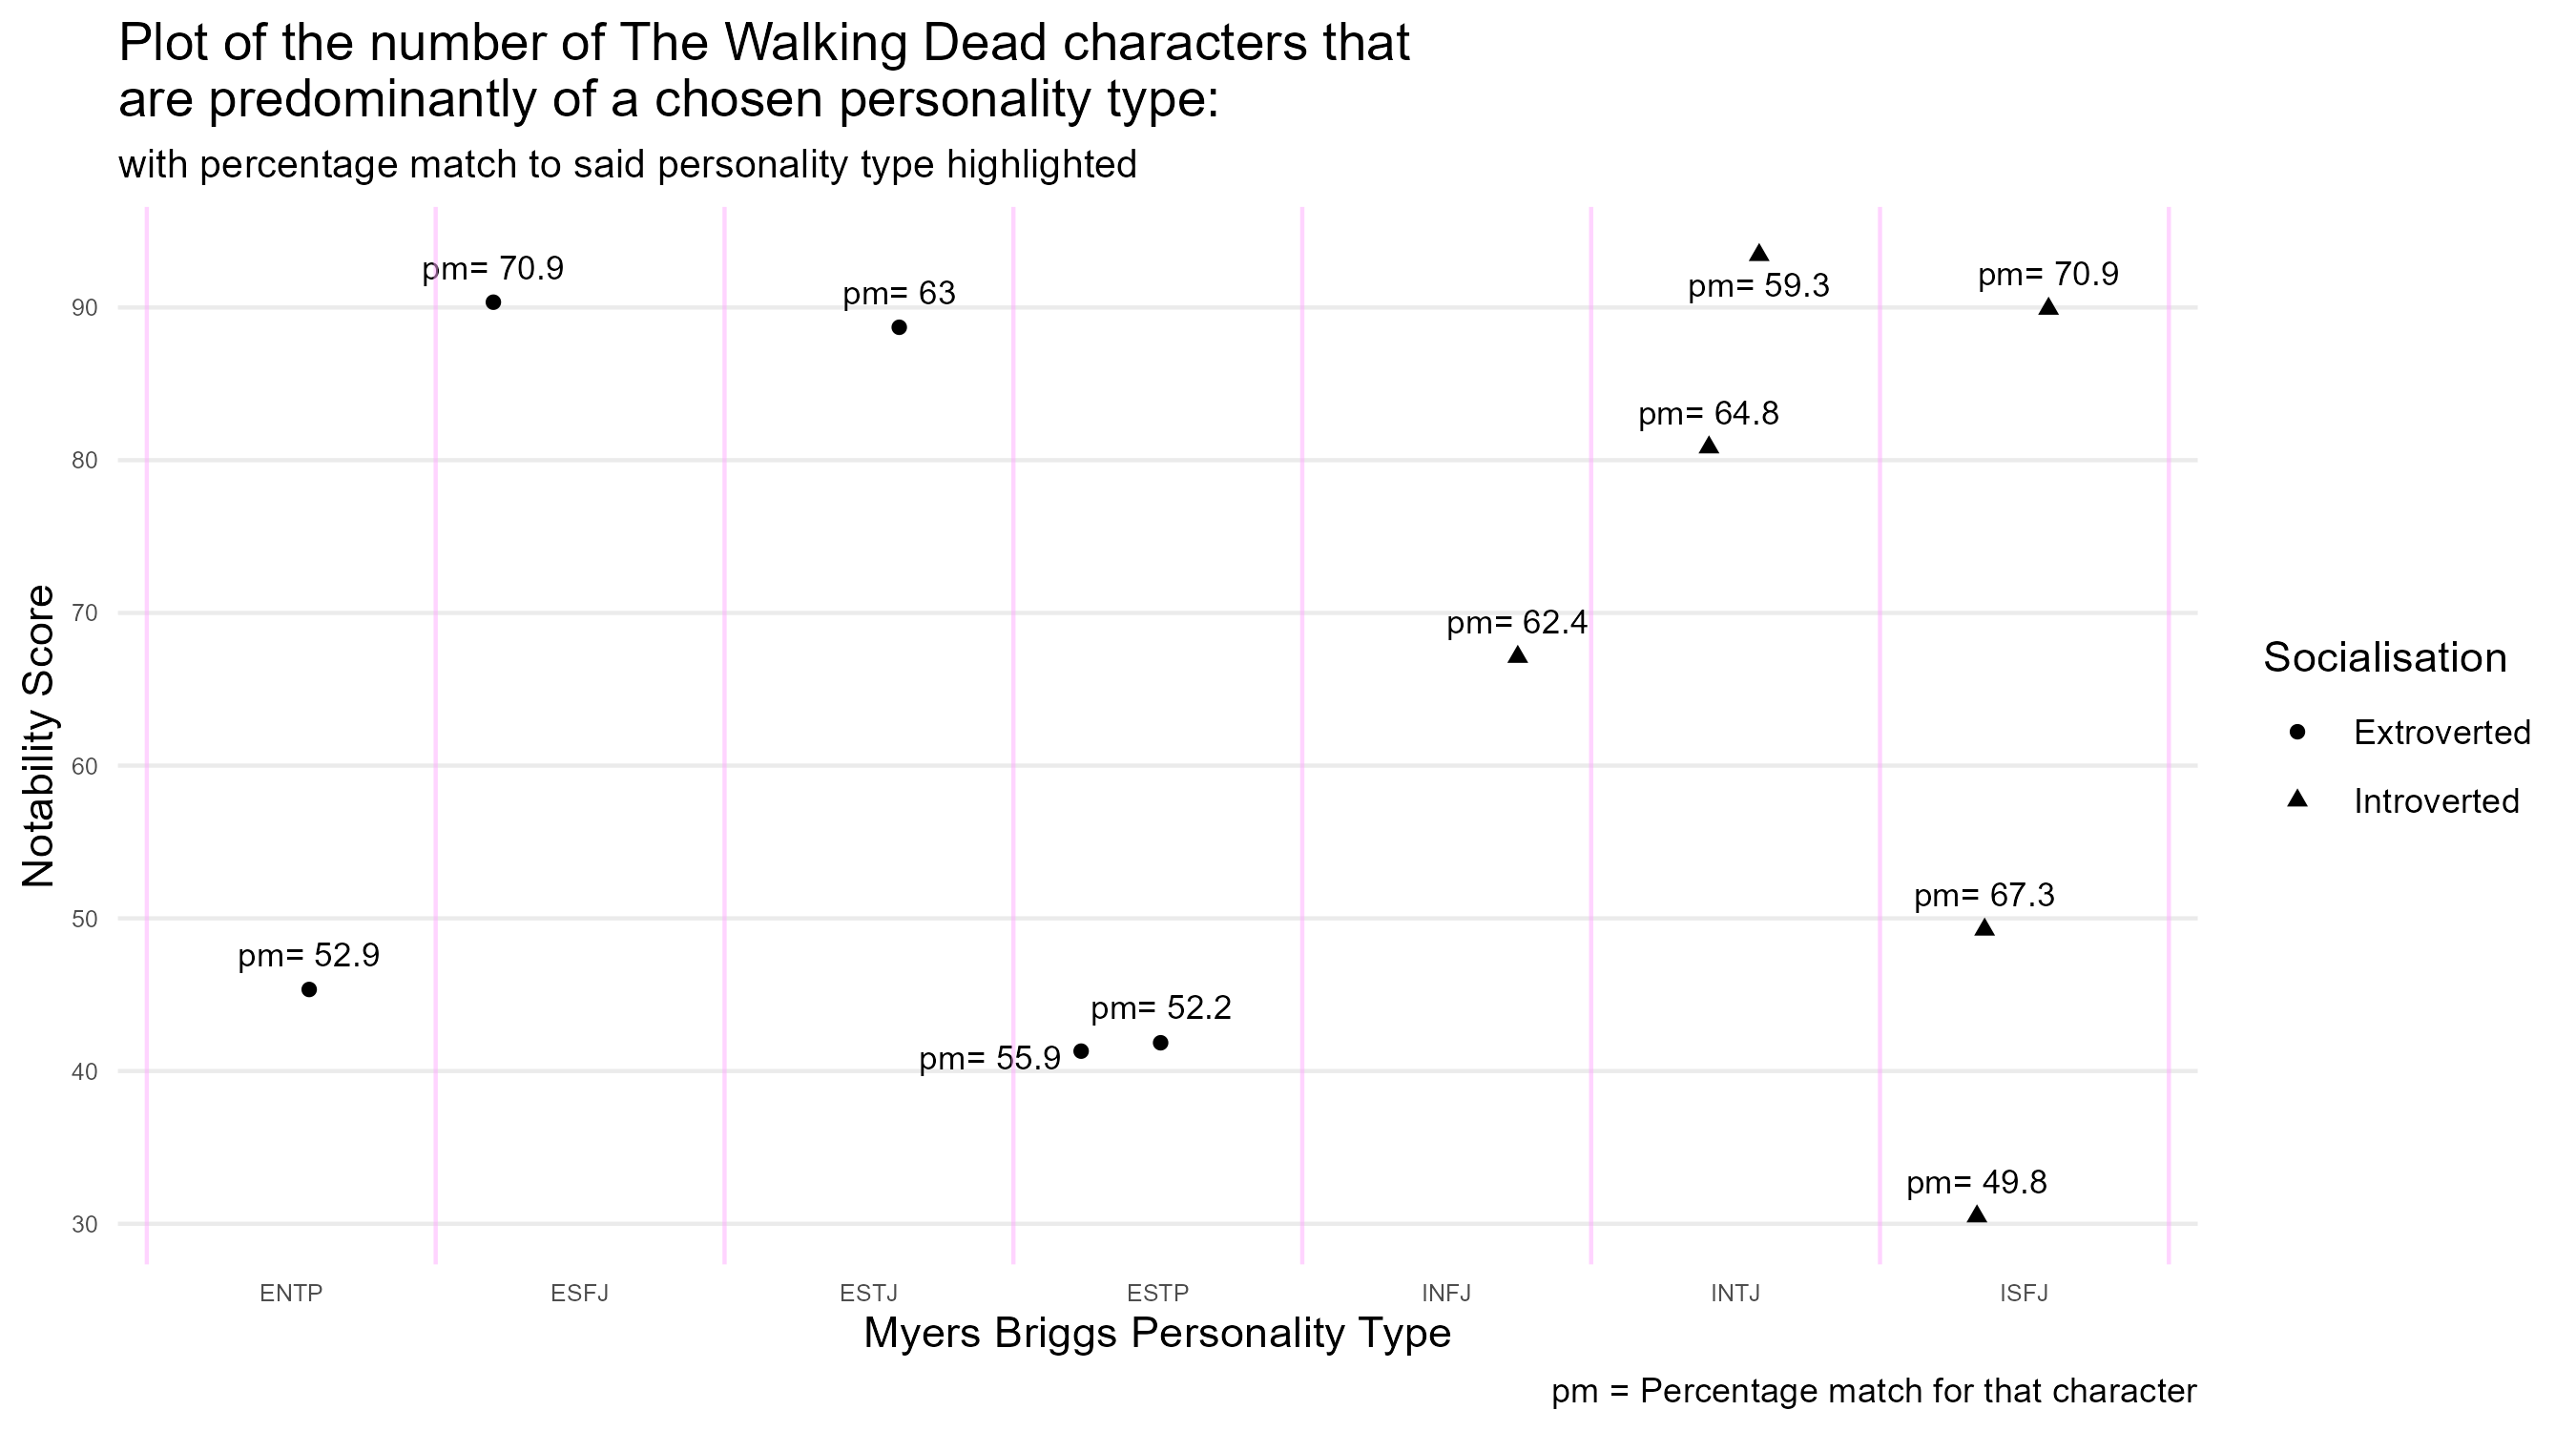 Plot of the number of The Walking Dead characters that
are predominantly of a chosen personality type:
with percentage match to said personality type highlighted
Notability Score
90
80
70
60
50
40
30
pm= 70.9
pm= 63
pm= 59.3
pm= 70.9
pm= 64.8
pm= 62.4
pm= 67.3
pm= 52.9
pm= 52.2
pm= 55.9
pm= 49.8
ENTP
ESFJ
ESTJ
ESTP
INFJ
INTJ
ISFJ
Myers Briggs Personality Type
Socialisation
Extroverted
Introverted
pm = Percentage match for that character